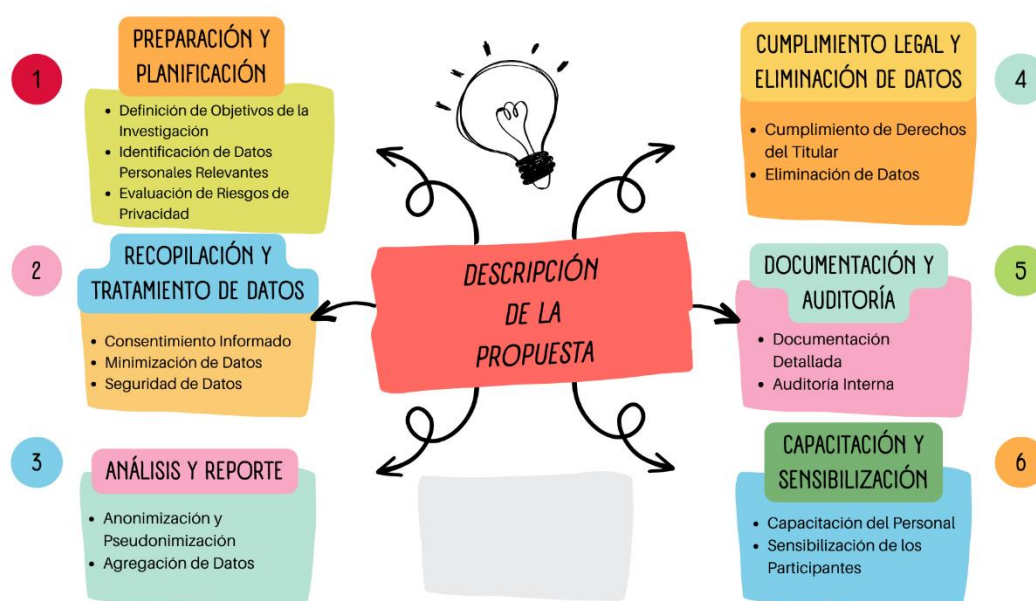 1
PREPARACIÓN Y
PLANIFICACIÓN
• Definición de Objetivos de la
Investigación
• Identificación de Datos
Personales Relevantes
• Evaluación de Riesgos de
Privacidad
2
RECOPILACIÓN Y
TRATAMIENTO DE DATOS
• Consentimiento Informado
• Minimización de Datos
• Seguridad de Datos
3
ANÁLISIS Y REPORTE
• Anonimización y
Pseudonimización
• Agregación de Datos
DESCRIPCIÓN
DE LA
PROPUESTA
CUMPLIMIENTO LEGAL Y
ELIMINACIÓN DE DATOS
4
• Cumplimiento de Derechos
del Titular
• Eliminación de Datos
DOCUMENTACIÓN Y
AUDITORÍA
5
• Documentación
Detallada
• Auditoría Interna
CAPACITACIÓN Y
SENSIBILIZACIÓN
6
• Capacitación del Personal
• Sensibilización de los
Participantes